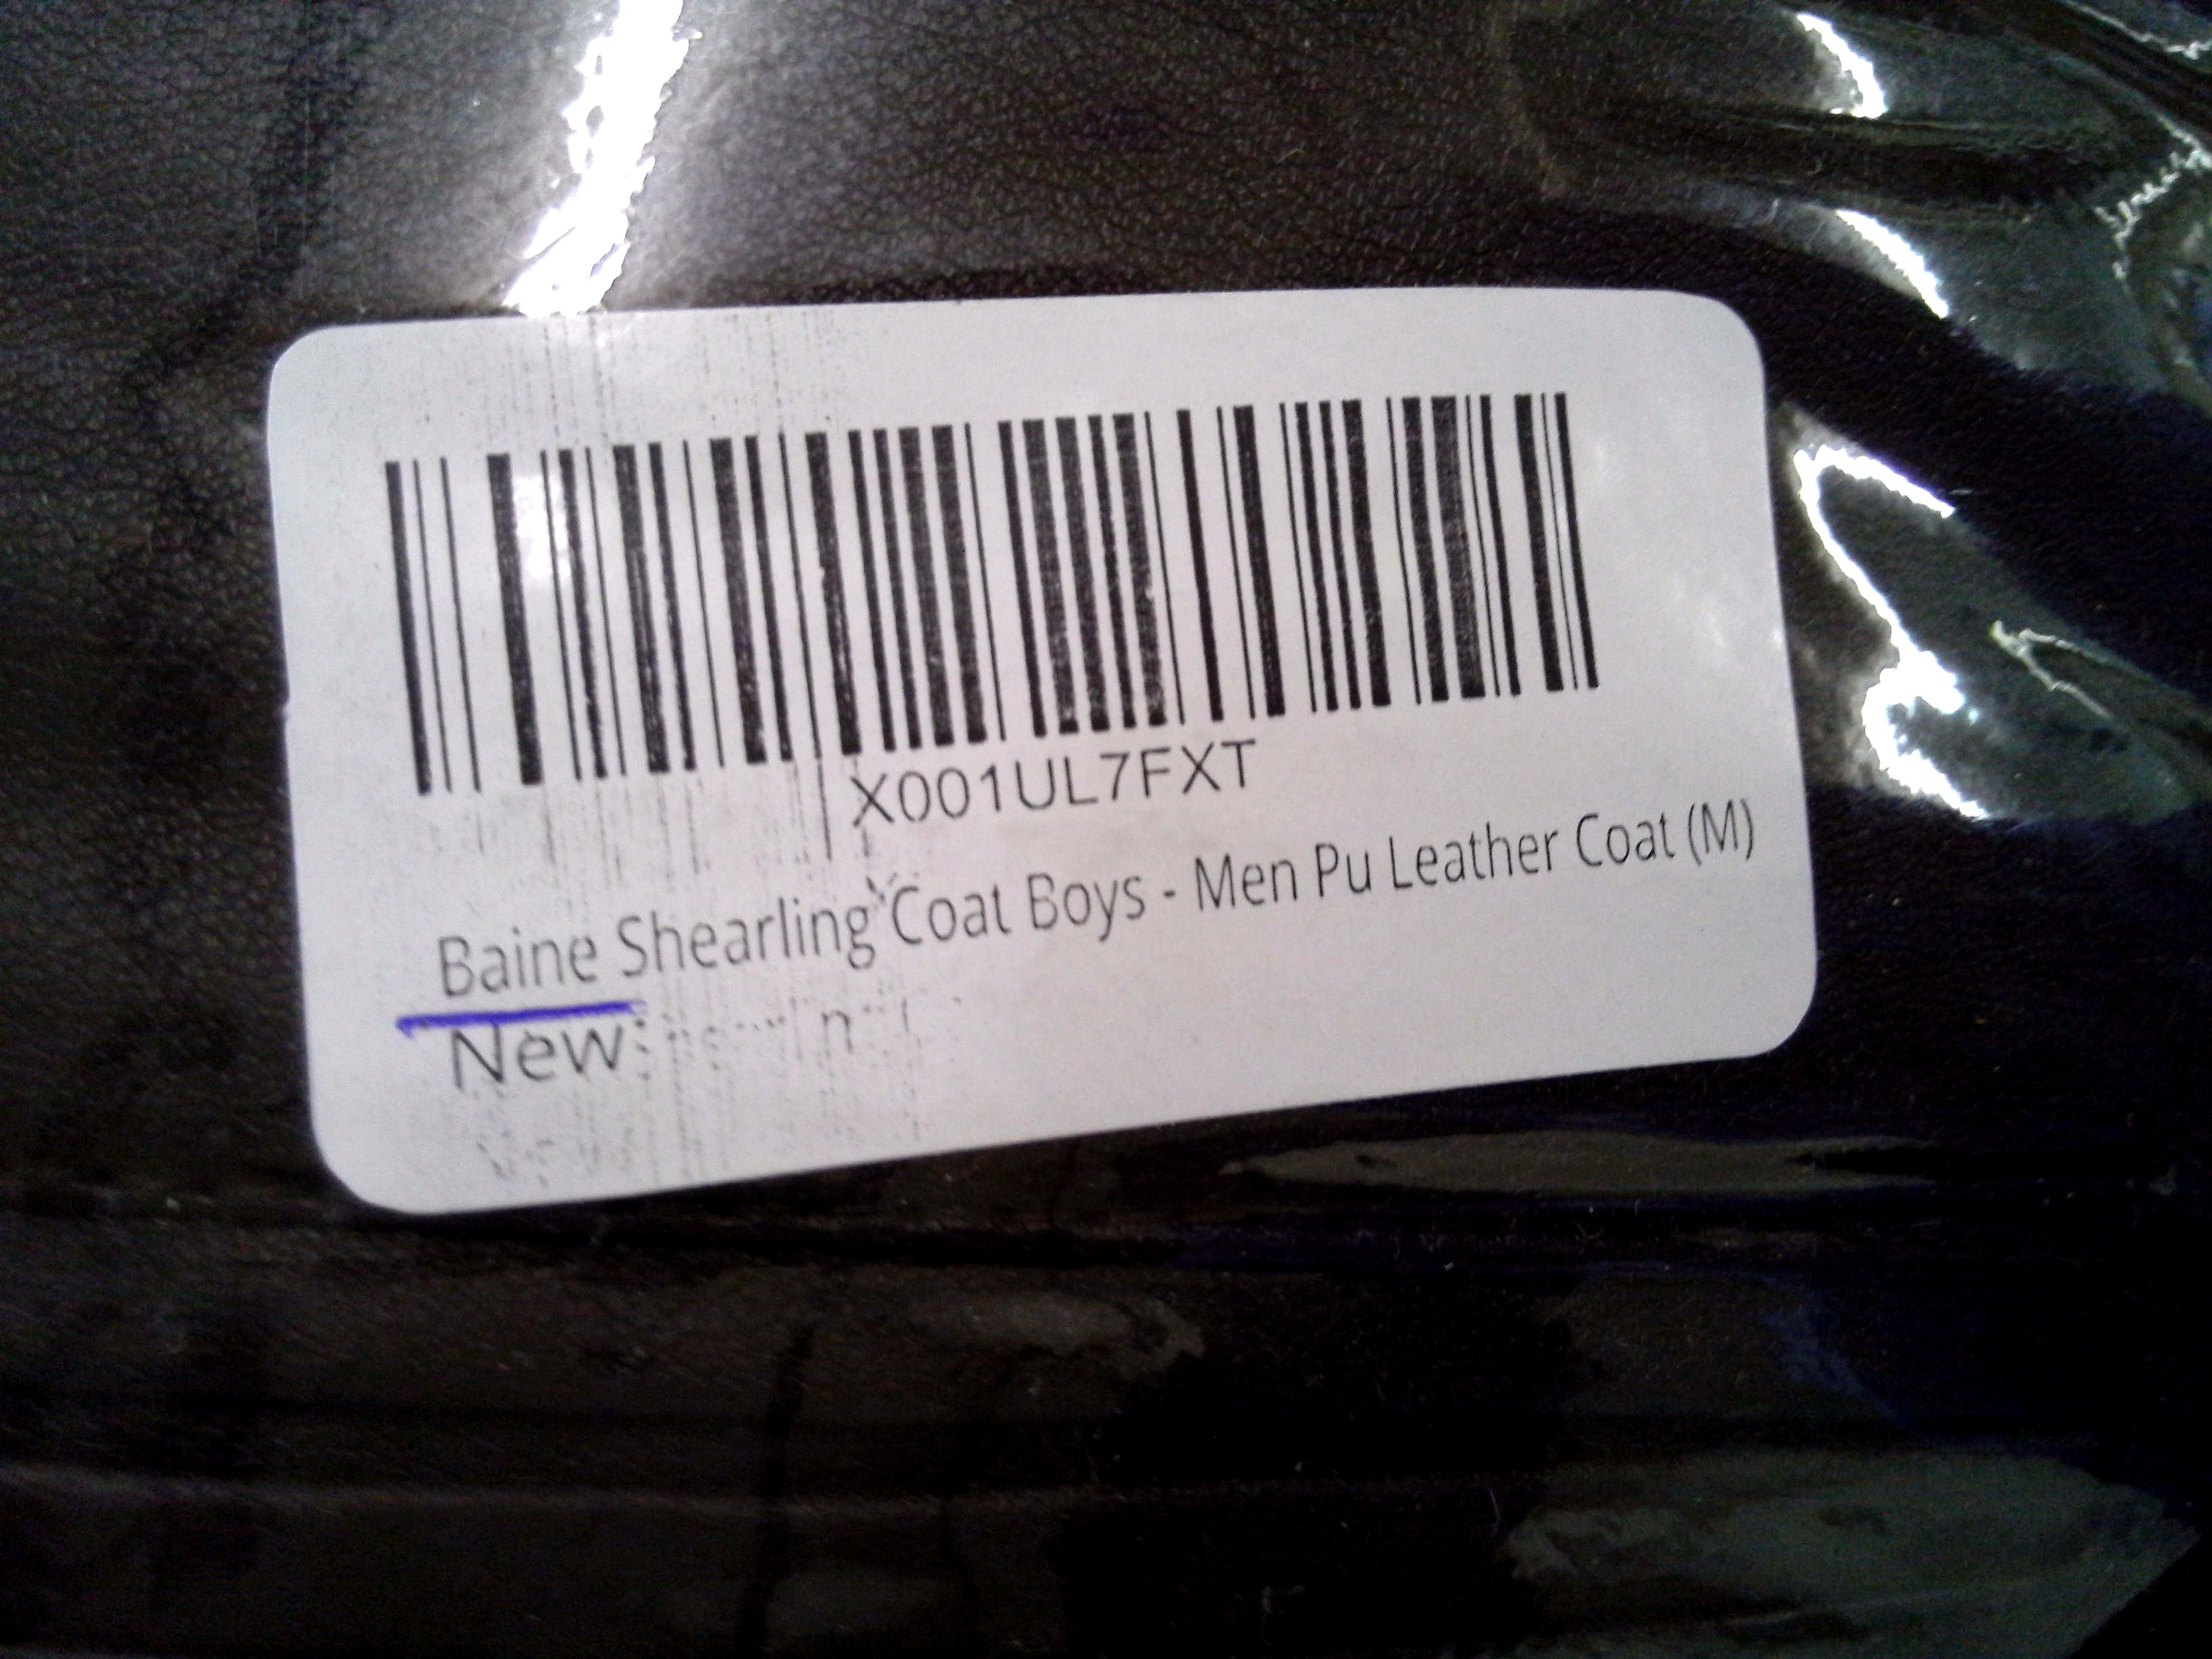 X001UL7FXT
Baine Shearling Coat Boys - Men Pu Leather Coat (M)
New